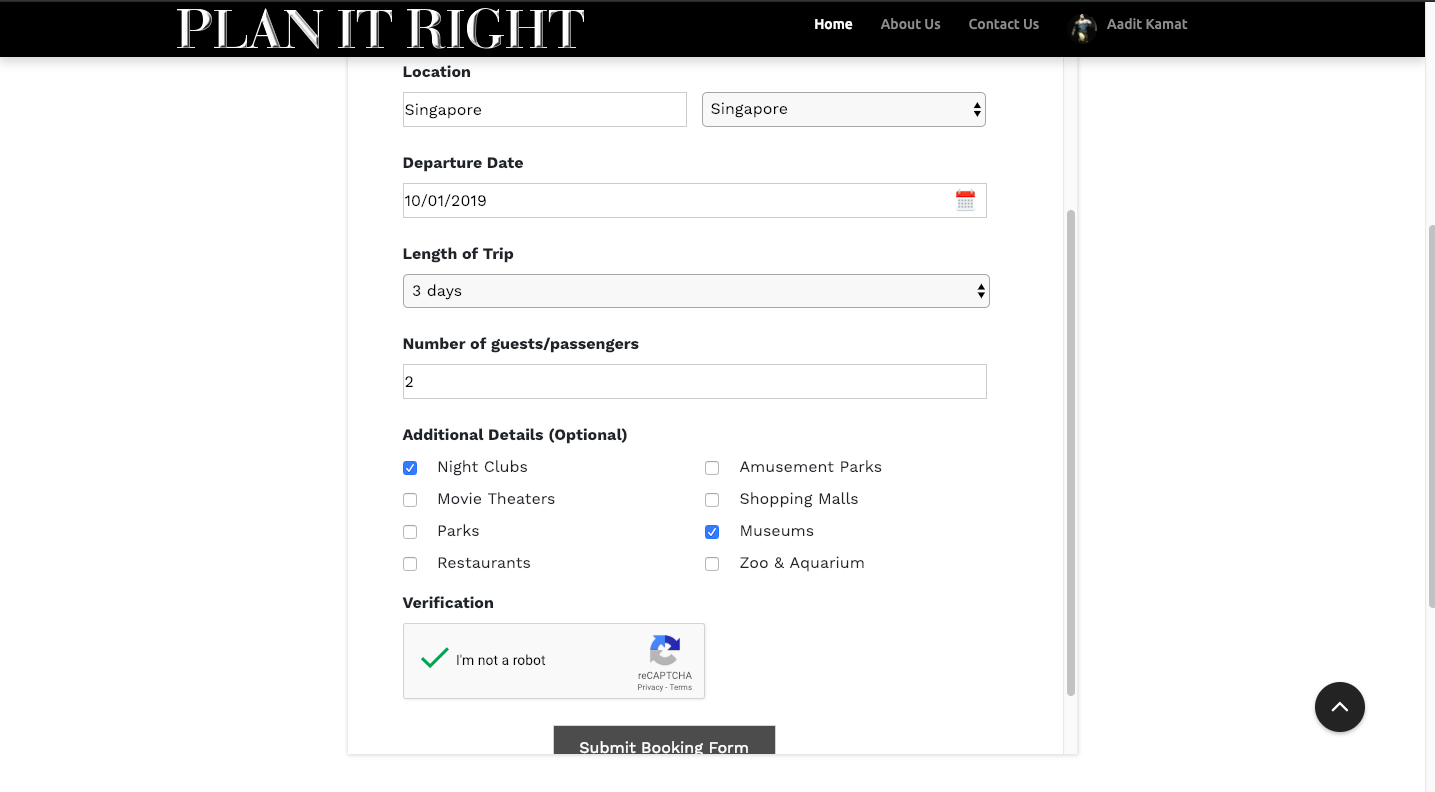 PLAN IT RIGHT Home About Us Contact Us Aadit Kamat
Location
Singapore Singapore
Departure Date
10/01/2019
Length of Trip
3 days
Number of guests/passengers
2
Additional Details (Optional)
Night Clubs Amusement Parks
Movie Theaters Shopping Malls
Parks Museums
Restaurants Zoo & Aquarium
Verification
I'm not a robot
reCAPTCHA
Privacy - Terms
Submit Booking Form